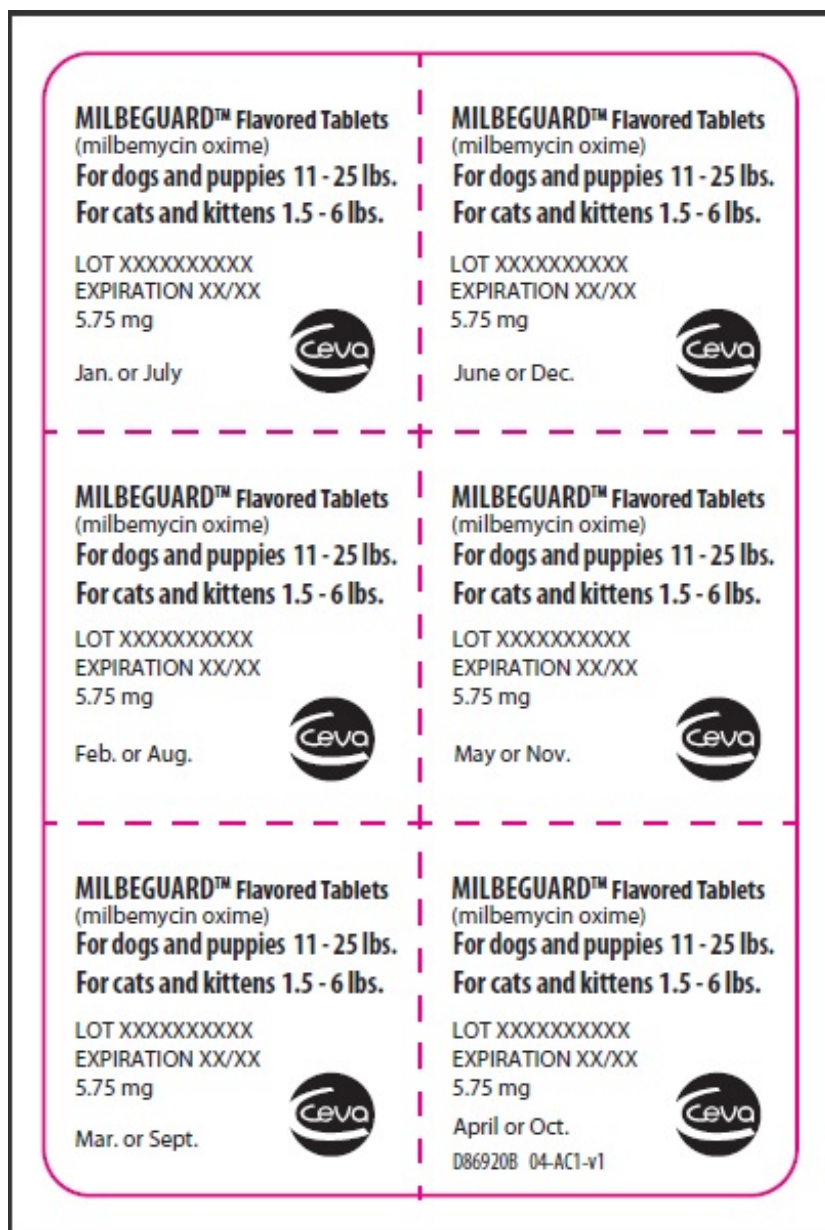 MILBEGUARD™ Flavored Tablets
(milbemycin oxime)
For dogs and puppies 11 - 25 lbs.
For cats and kittens 1.5 - 6 lbs.
LOT XXXXXXXXXX
EXPIRATION XX/XX
5.75 mg
Jan. or July
ceva
MILBEGUARD™ Flavored Tablets
(milbemycin oxime)
For dogs and puppies 11 - 25 lbs.
For cats and kittens 1.5 - 6 lbs.
LOT XXXXXXXXXX
EXPIRATION XX/XX
5.75 mg
June or Dec.
ceva
MILBEGUARD™ Flavored Tablets
(milbemycin oxime)
For dogs and puppies 11 - 25 lbs.
For cats and kittens 1.5 - 6 lbs.
LOT XXXXXXXXXX
EXPIRATION XX/XX
5.75 mg
Feb. or Aug.
ceva
MILBEGUARD™ Flavored Tablets
(milbemycin oxime)
For dogs and puppies 11 - 25 lbs.
For cats and kittens 1.5 - 6 lbs.
LOT XXXXXXXXXX
EXPIRATION XX/XX
5.75 mg
May or Nov.
ceva
MILBEGUARD™ Flavored Tablets
(milbemycin oxime)
For dogs and puppies 11 - 25 lbs.
For cats and kittens 1.5 - 6 lbs.
LOT XXXXXXXXXX
EXPIRATION XX/XX
5.75 mg
Mar. or Sept.
ceva
MILBEGUARD™ Flavored Tablets
(milbemycin oxime)
For dogs and puppies 11 - 25 lbs.
For cats and kittens 1.5 - 6 lbs.
LOT XXXXXXXXXX
EXPIRATION XX/XX
5.75 mg
April or Oct.
ceva
D86920B 04-AC1-v1